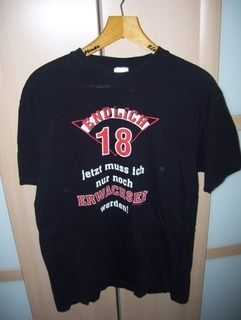 ENDLICH
18
jetzt muss ich
nur noch
ERWACHSEN
werden!